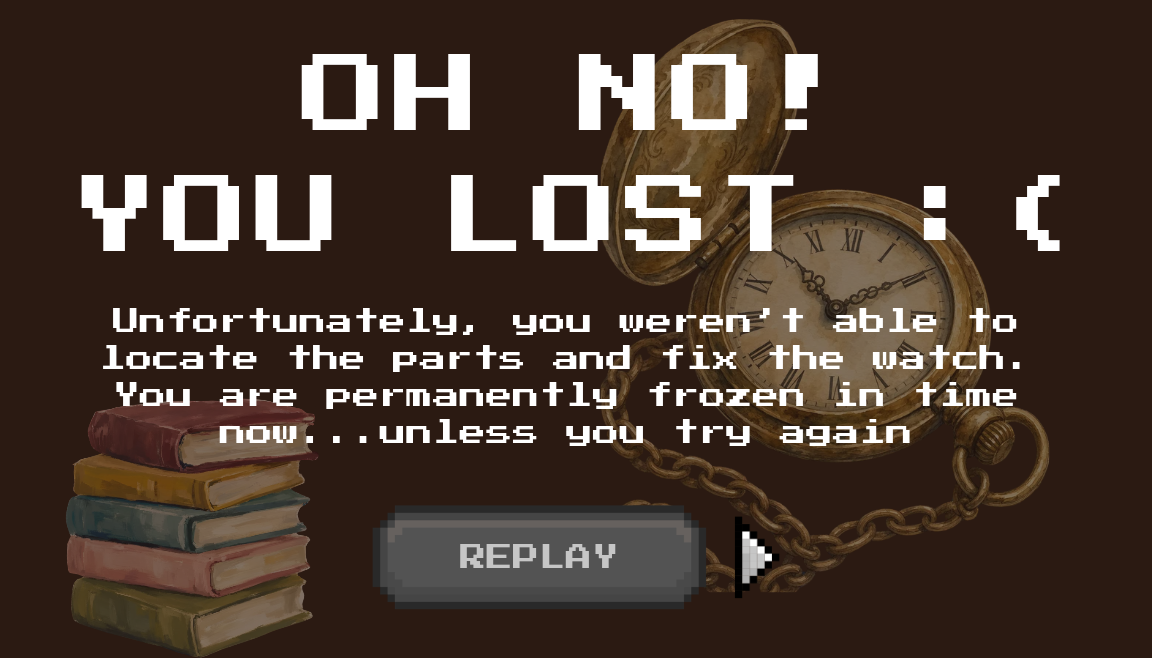 OH NO!
YOU LOST :(
Unfortunately, you weren't able to
locate the parts and fix the watch.
You are permanently frozen in time
now...unless you try again
REPLAY